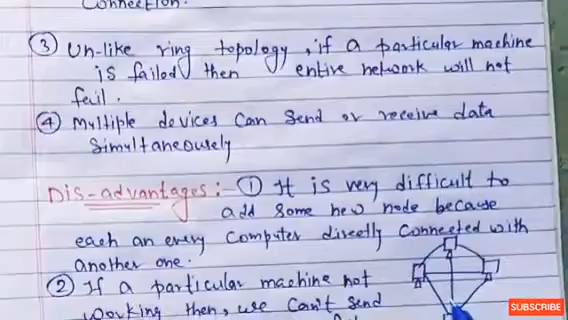 Connection.
③ Un-like ring topology, if a particular machine
is failed then entire network will not
feil.
④ Multiple devices can send or receive data
simultaneously
Dis-advantages:- ① It is very difficult to
add some new node because
each an every computer directly connected with
another one.
② If a particular machine not
working then, we can't send
SUBSCRIBE